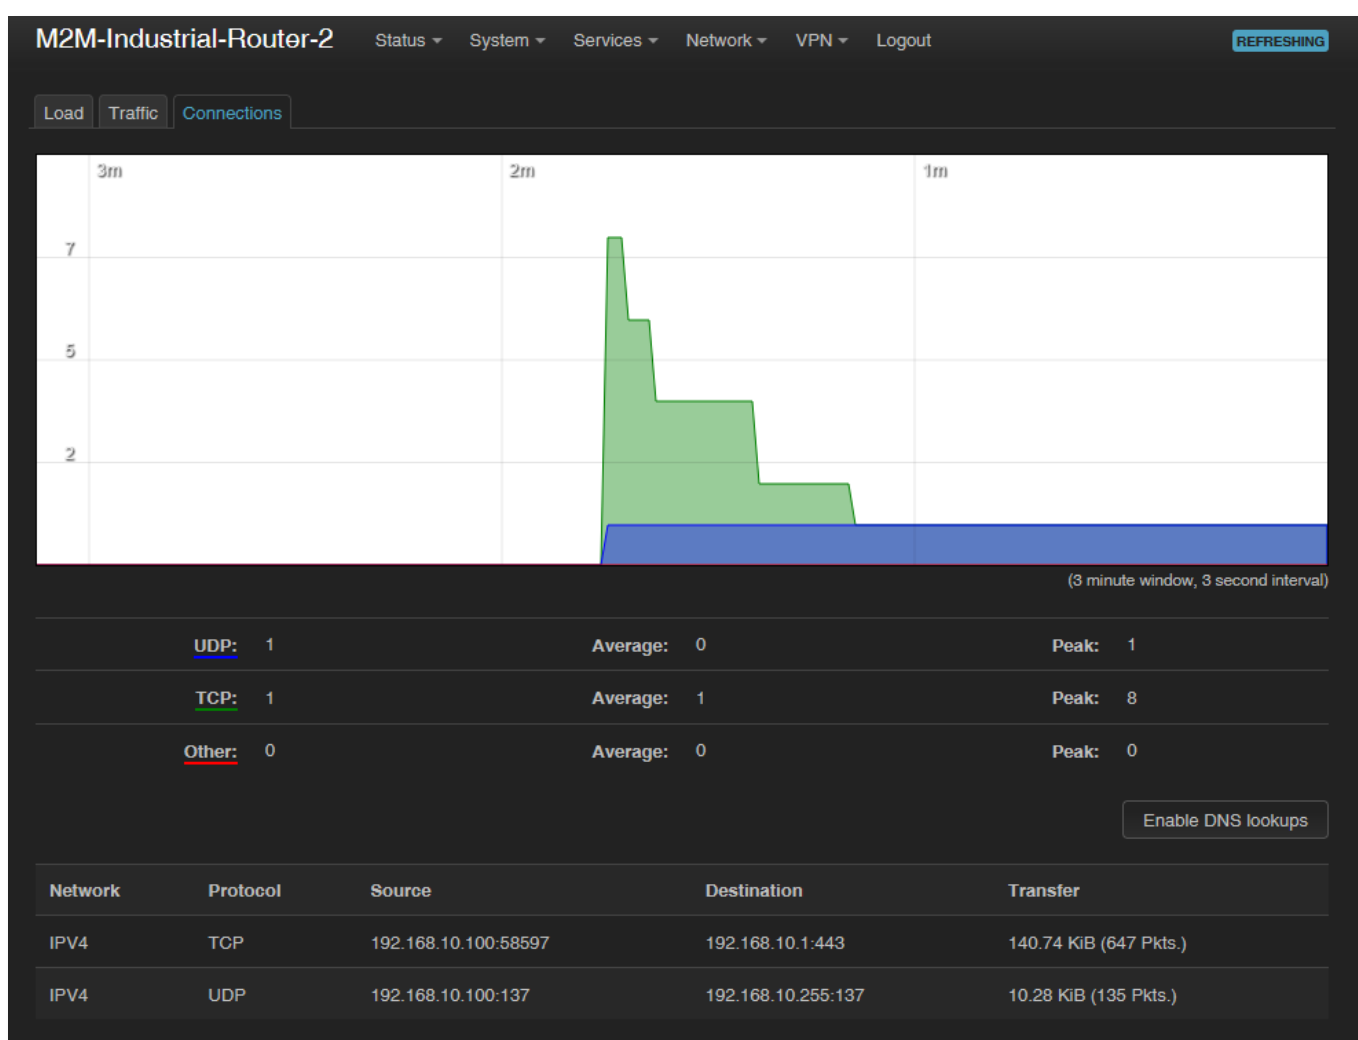 M2M-Industrial-Router-2 Status System Services Network VPN Logout REFRESHING
Load Traffic Connections
3m 2m 1m
7
5
2
(3 minute window, 3 second interval)
UDP: 1 Average: 0 Peak: 1
TCP: 1 Average: 1 Peak: 8
Other: 0 Average: 0 Peak: 0
Enable DNS lookups
Network Protocol Source Destination Transfer
IPV4 TCP 192.168.10.100:58597 192.168.10.1:443 140.74 KiB (647 Pkts.)
IPV4 UDP 192.168.10.100:137 192.168.10.255:137 10.28 KiB (135 Pkts.)